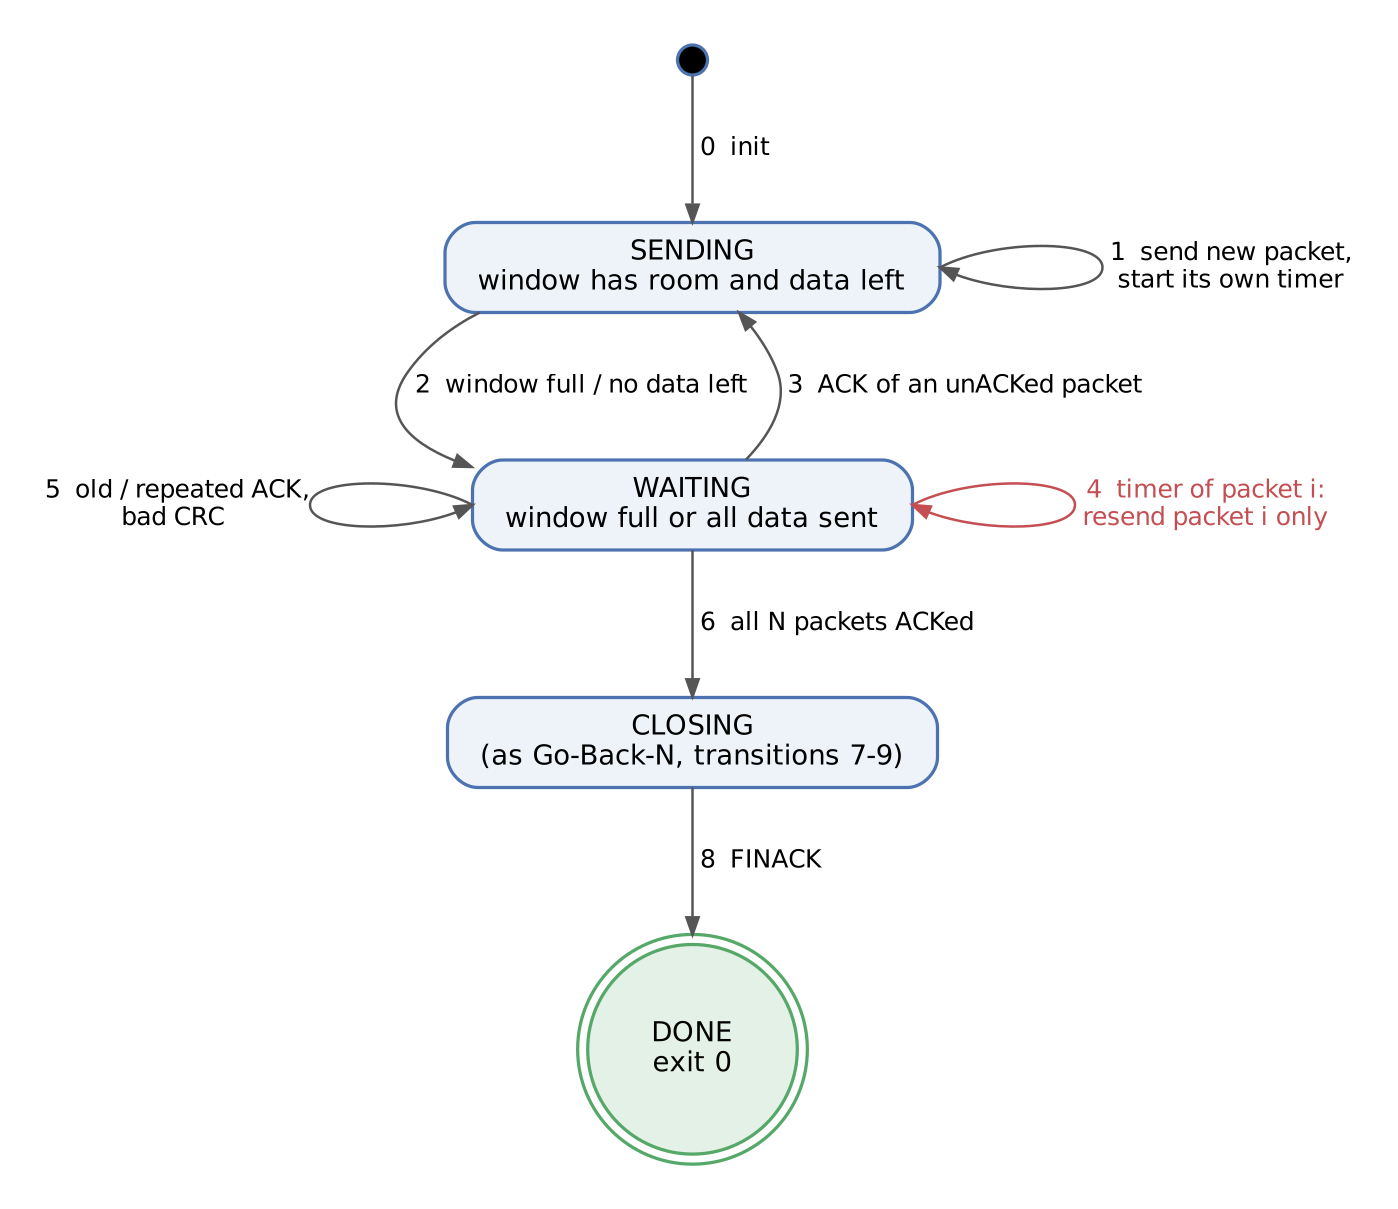 0  init
SENDING
window has room and data left
1  send new packet,
start its own timer
2  window full / no data left
3  ACK of an unACKed packet
5  old / repeated ACK,
bad CRC
WAITING
window full or all data sent
4  timer of packet i:
resend packet i only
6  all N packets ACKed
CLOSING
(as Go-Back-N, transitions 7-9)
8  FINACK
DONE
exit 0